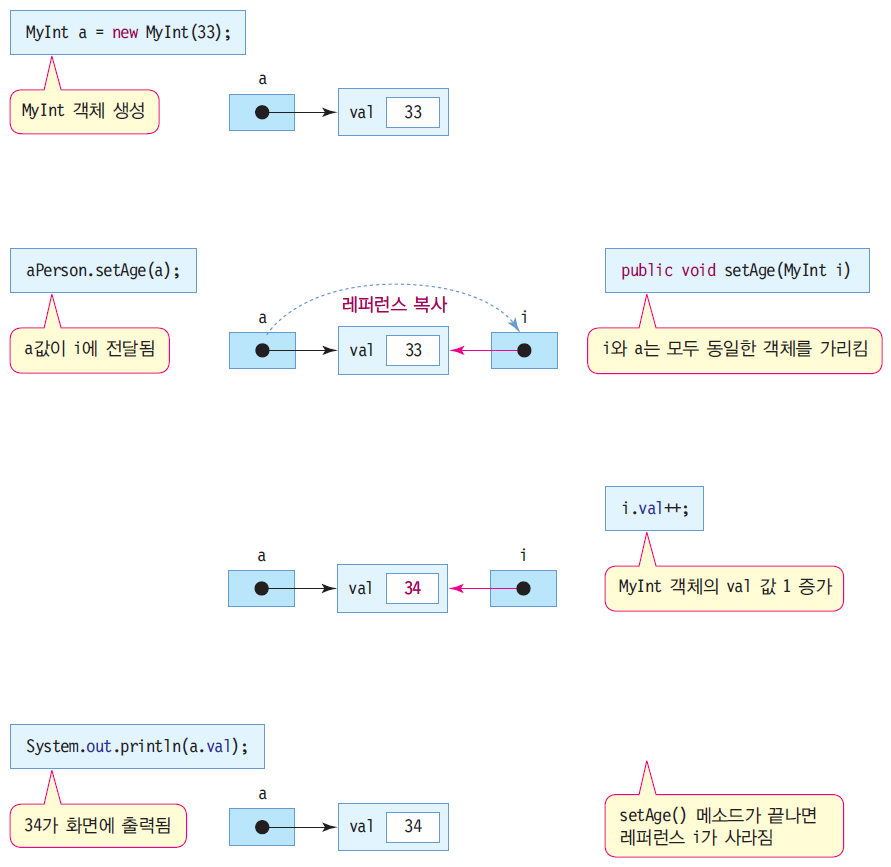 MyInt a = new MyInt(33);
MyInt 객체 생성
a
val 33
aPerson.setAge(a);
a값이 i에 전달됨
레퍼런스 복사
a
val 33
i
public void setAge(MyInt i)
i와 a는 모두 동일한 객체를 가리킴
a
val 34
i
i.val++;
MyInt 객체의 val 값 1 증가
System.out.println(a.val);
34가 화면에 출력됨
a
val 34
setAge() 메소드가 끝나면
레퍼런스 i가 사라짐